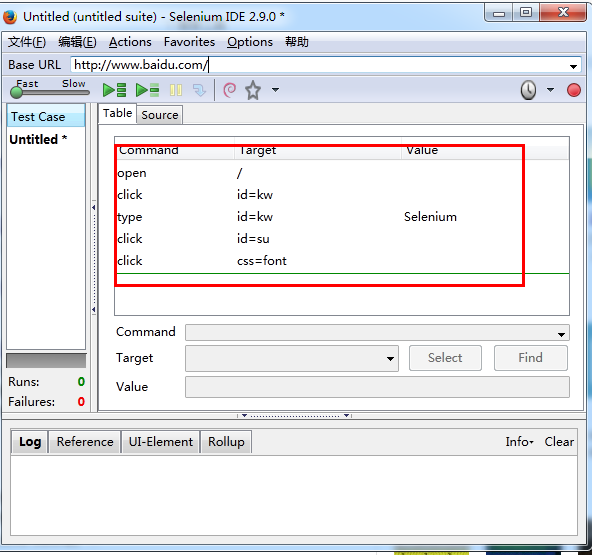 Untitled (untitled suite) - Selenium IDE 2.9.0 *
文件(F) 编辑(E) Actions Favorites Options 帮助
Base URL http://www.baidu.com/
Fast Slow
Test Case
Untitled *
Runs: 0
Failures: 0
Table Source
Command Target Value
open /
click id=kw
type id=kw Selenium
click id=su
click css=font
Command
Target Select Find
Value
Log Reference UI-Element Rollup Info Clear